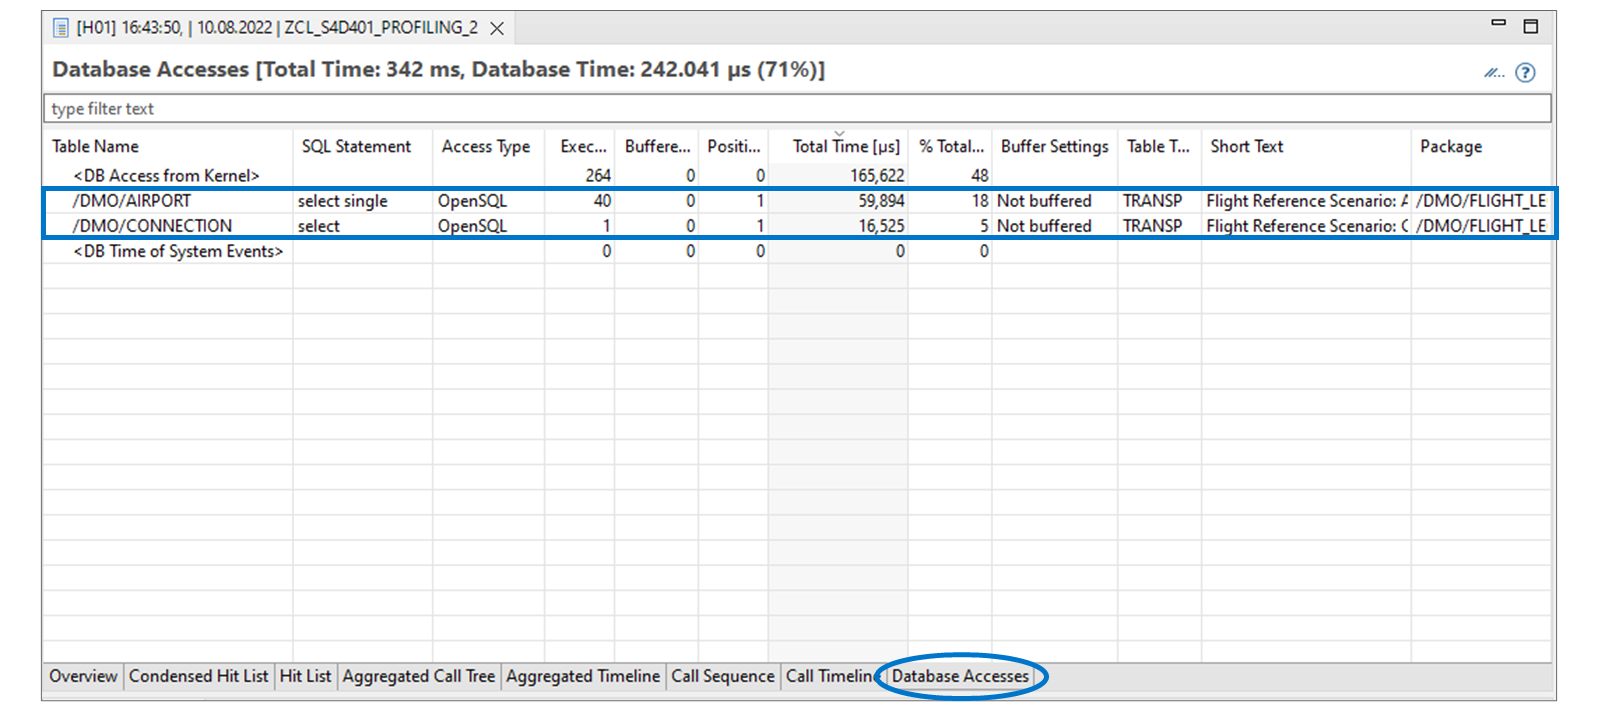 [H01] 16:43:50, | 10.08.2022 | ZCL_S4D401_PROFILING_2
Database Accesses [Total Time: 342 ms, Database Time: 242.041 µs (71%)]
type filter text
Table Name SQL Statement Access Type Exec... Buffere... Positi... Total Time [µs] % Total... Buffer Settings Table T... Short Text Package
<DB Access from Kernel> 264 0 0 165,622 48
/DMO/AIRPORT select single OpenSQL 40 0 1 59,894 18 Not buffered TRANSP Flight Reference Scenario: A /DMO/FLIGHT_LE
/DMO/CONNECTION select OpenSQL 1 0 1 16,525 5 Not buffered TRANSP Flight Reference Scenario: C /DMO/FLIGHT_LE
<DB Time of System Events> 0 0 0 0 0
Overview Condensed Hit List Hit List Aggregated Call Tree Aggregated Timeline Call Sequence Call Timeline Database Accesses